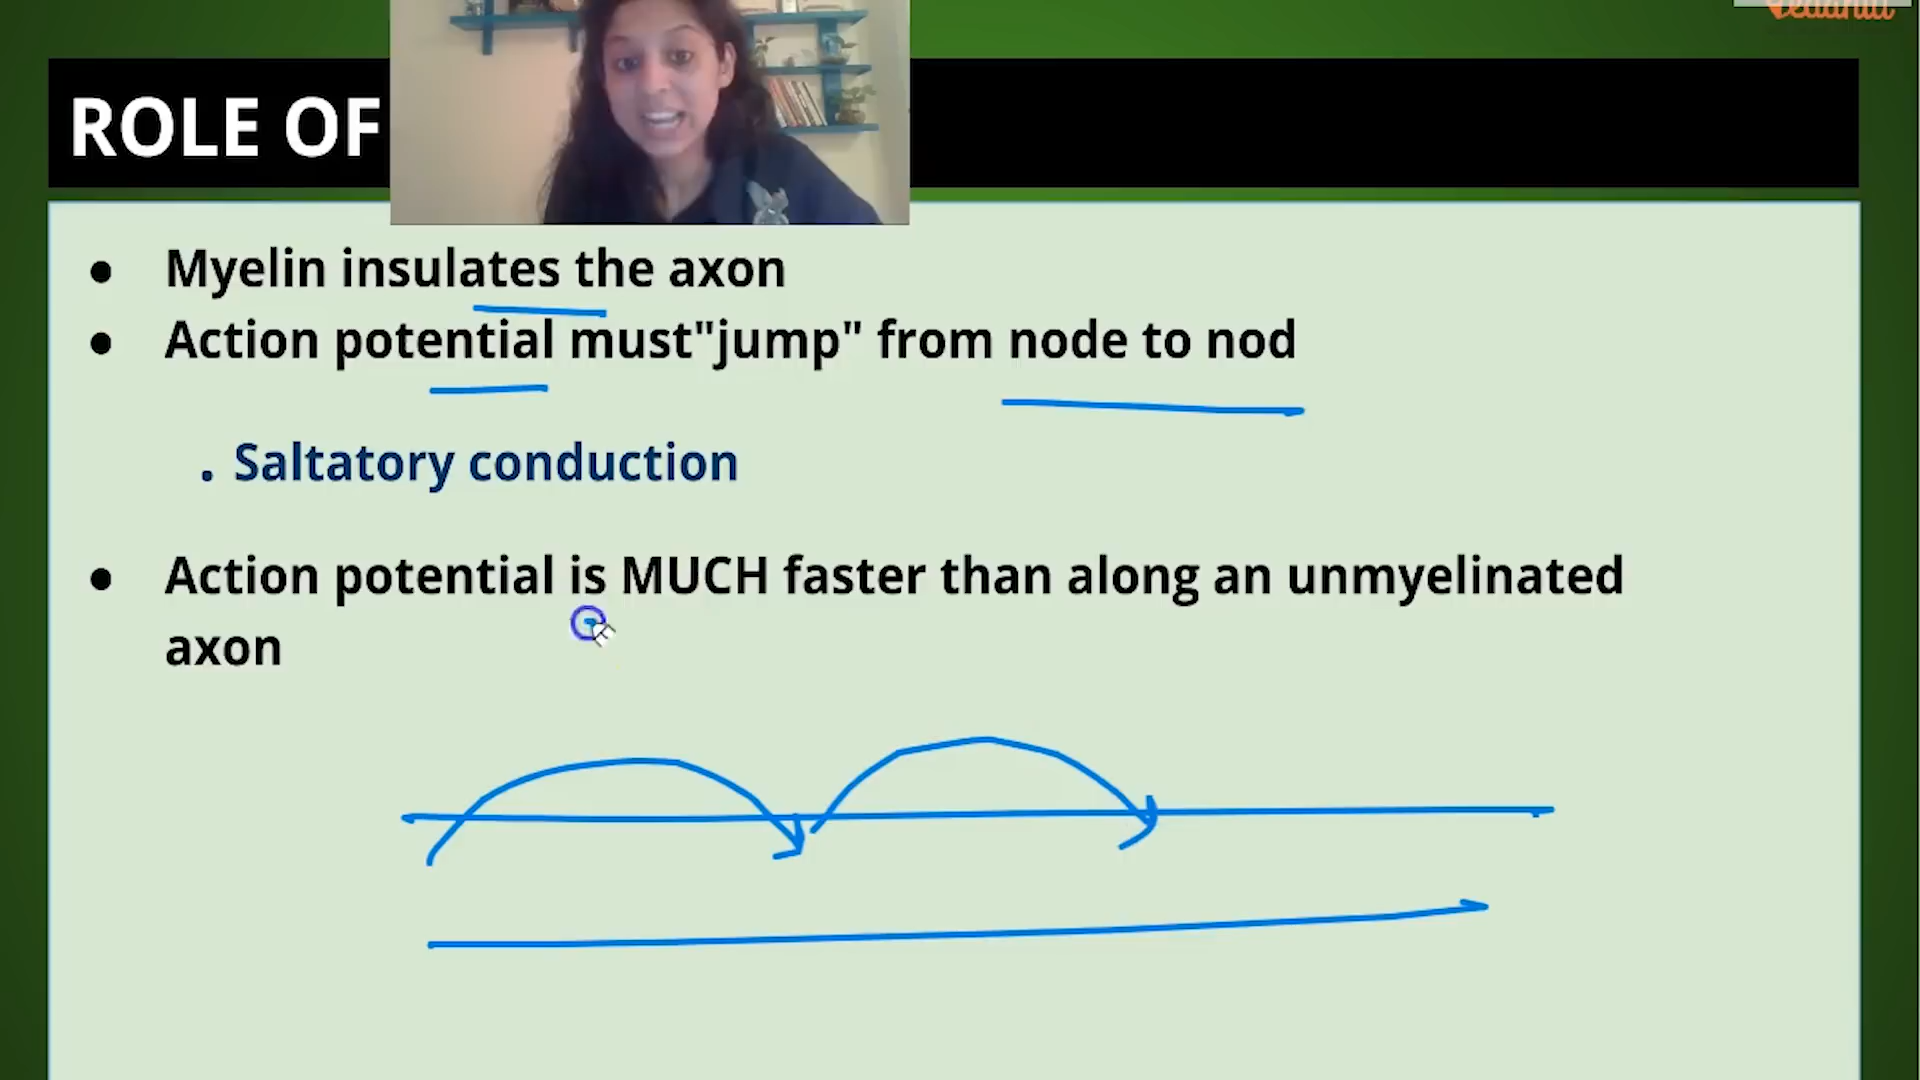 ROLE OF
Myelin insulates the axon
Action potential must"jump" from node to nod
. Saltatory conduction
Action potential is MUCH faster than along an unmyelinated
axon